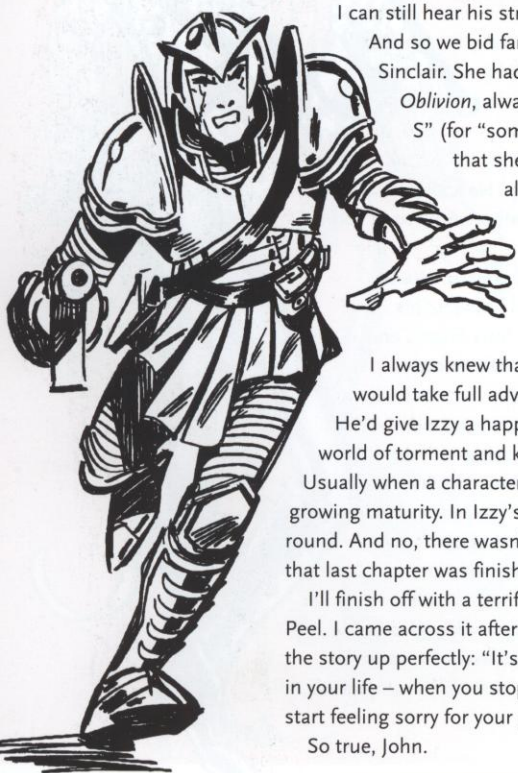 I can still hear his str
And so we bid far
Sinclair. She had
Oblivion, alwa
S" (for "som
that she
al
I always knew tha
would take full adv
He'd give Izzy a happ
world of torment and k
Usually when a character
growing maturity. In Izzy's
round. And no, there wasn
that last chapter was finish
I'll finish off with a terrif
Peel. I came across it after
the story up perfectly: "It's
in your life – when you stop
start feeling sorry for your
So true, John.